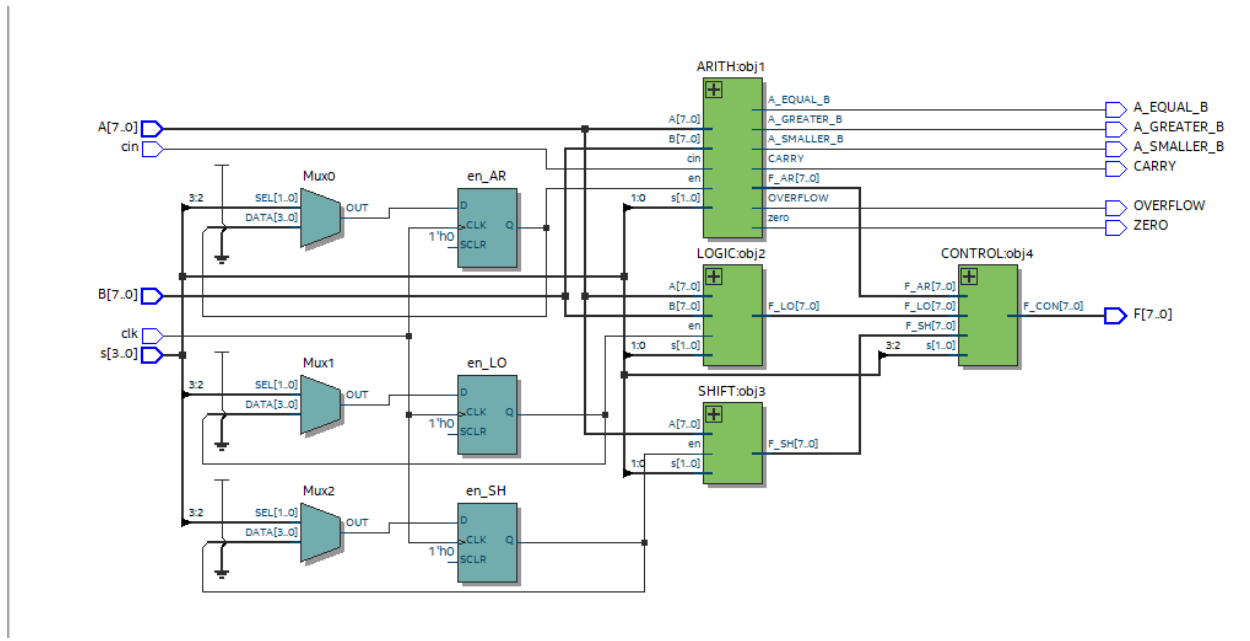 ARITH:obj1
A_EQUAL_B
A_EQUAL_B
A[7..0]
A[7..0]
A_GREATER_B
A_GREATER_B
cin
B[7..0]
A_SMALLER_B
A_SMALLER_B
cin
CARRY
CARRY
Mux0
en_AR
en
F_AR[7..0]
3:2
SEL[1..0]
OUT
D
1:0
s[1..0]
OVERFLOW
OVERFLOW
DATA[3..0]
CLK
Q
zero
ZERO
1'h0
SCLR
LOGIC:obj2
CONTROL:obj4
B[7..0]
A[7..0]
F_AR[7..0]
B[7..0]
F_LO[7..0]
F_LO[7..0]
F_CON[7..0]
F[7..0]
clk
en
F_SH[7..0]
s[3..0]
1:0
s[1..0]
3:2
s[1..0]
Mux1
en_LO
3:2
SEL[1..0]
OUT
D
SHIFT:obj3
DATA[3..0]
CLK
Q
1'h0
SCLR
A[7..0]
en
F_SH[7..0]
1:0
s[1..0]
Mux2
en_SH
3:2
SEL[1..0]
OUT
D
DATA[3..0]
CLK
Q
1'h0
SCLR